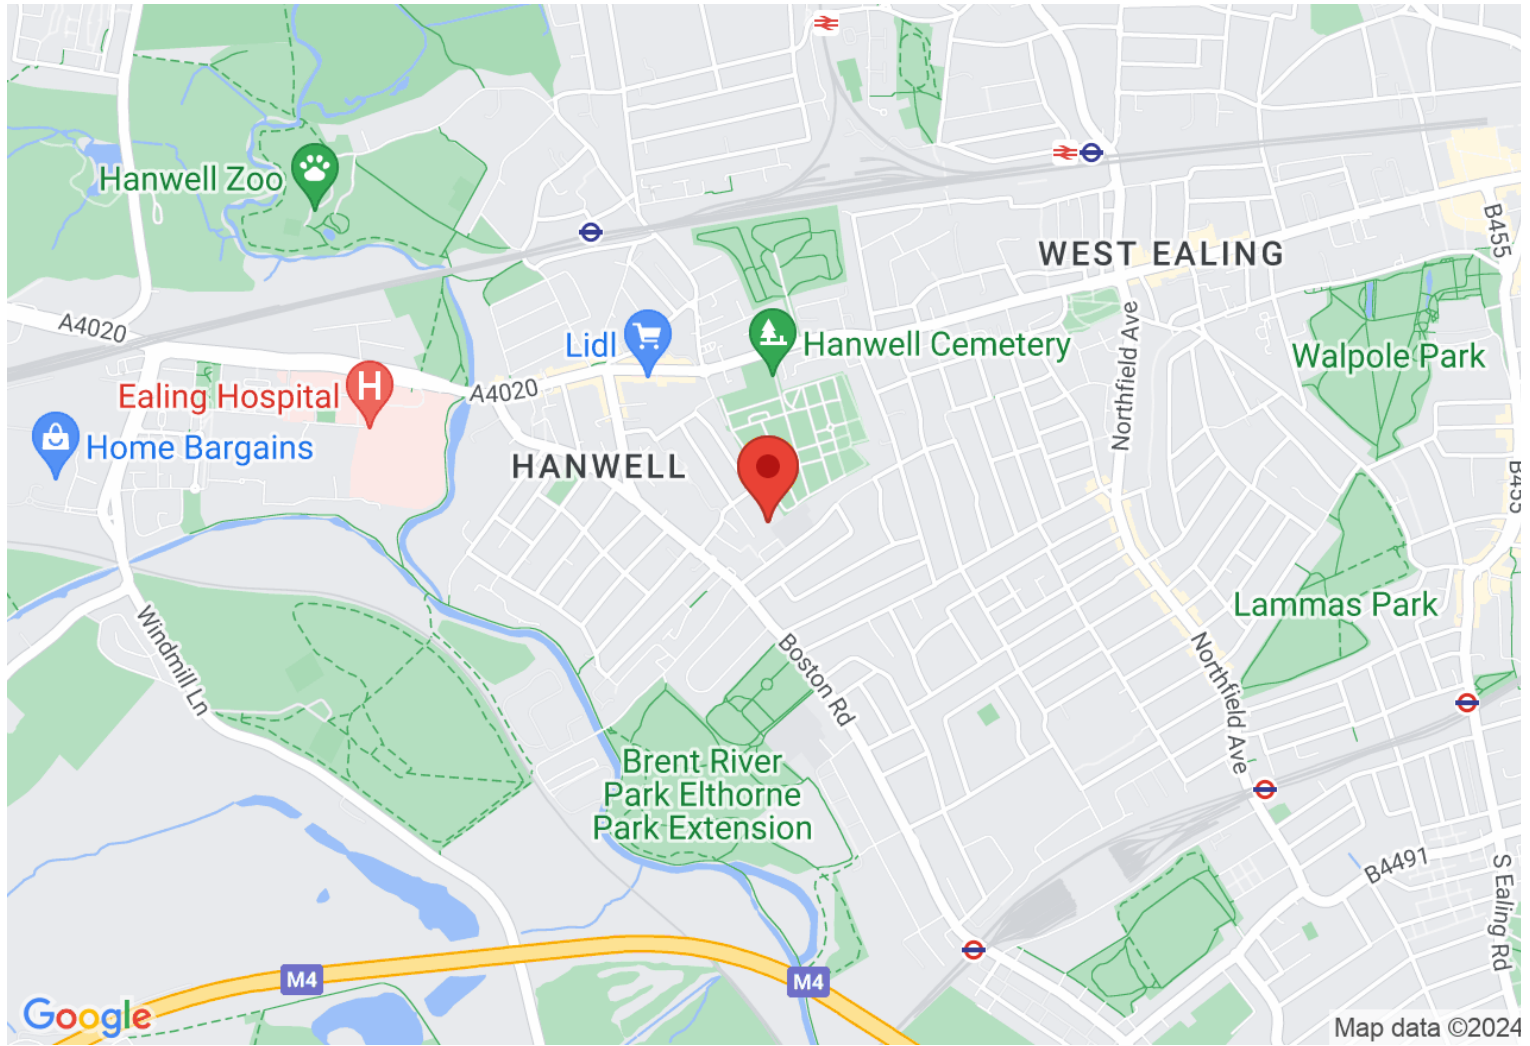 Hanwell Zoo
WEST EALING
B455
A4020
Lidl
Hanwell Cemetery
Walpole Park
Ealing Hospital
A4020
Northfield Ave
Home Bargains
HANWELL
B455
Windmill Ln
Lammas Park
Boston Rd
Northfield Ave
Brent River
Park Elthorne
Park Extension
B4491
S Ealing Rd
M4
M4
Google
Map data ©2024